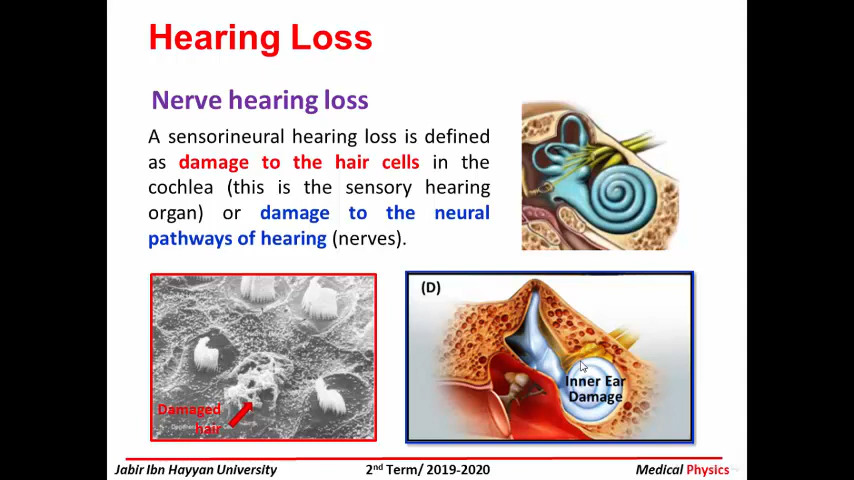 Hearing Loss
Nerve hearing loss
A sensorineural hearing loss is defined
as damage to the hair cells in the
cochlea (this is the sensory hearing
organ) or damage to the neural
pathways of hearing (nerves).
Damaged
hair
(D)
Inner Ear
Damage
Jabir Ibn Hayyan University
2nd Term/ 2019-2020
Medical Physics